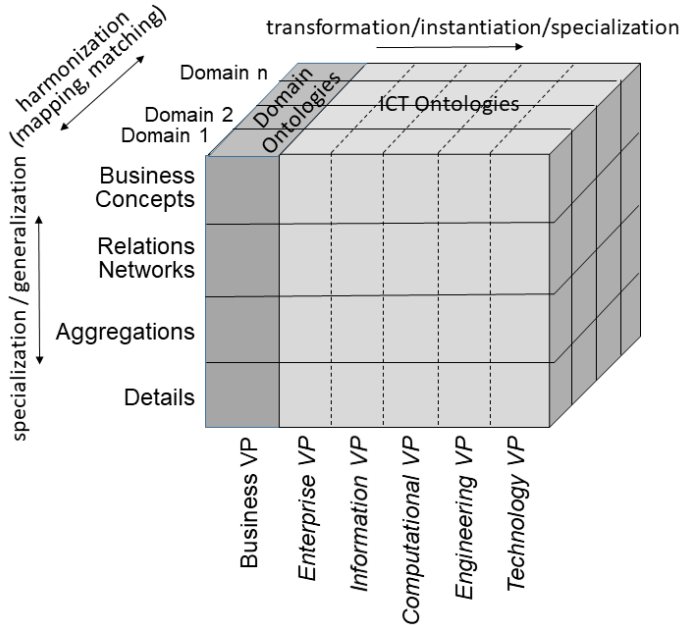 transformation/instantiation/specialization
harmonization
(mapping, matching)
Domain n
Domain 2
Domain 1
Domain
Ontologies
ICT Ontologies
specialization / generalization
Business
Concepts
Relations
Networks
Aggregations
Details
Business VP
Enterprise VP
Information VP
Computational VP
Engineering VP
Technology VP